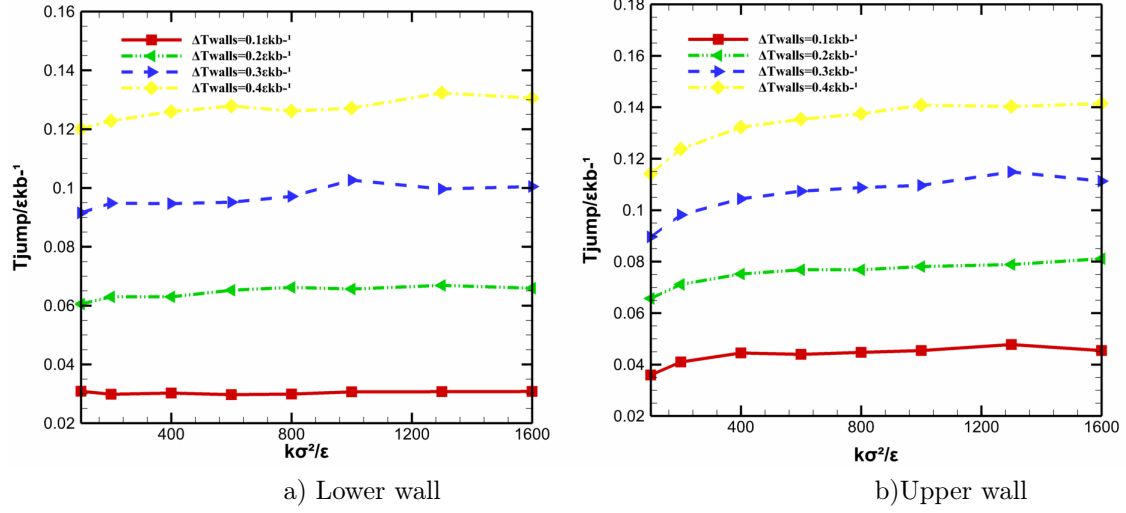 0.16
0.14
0.12
0.1
0.08
0.06
0.04
0.02
Tjump/εkb-¹
ΔTwalls=0.1εkb-¹
ΔTwalls=0.2εkb-¹
ΔTwalls=0.3εkb-¹
ΔTwalls=0.4εkb-¹
400
800
1200
1600
kσ²/ε
a) Lower wall
0.18
0.16
0.14
0.12
0.1
0.08
0.06
0.04
0.02
Tjump/εkb-¹
ΔTwalls=0.1εkb-¹
ΔTwalls=0.2εkb-¹
ΔTwalls=0.3εkb-¹
ΔTwalls=0.4εkb-¹
400
800
1200
1600
kσ²/ε
b)Upper wall